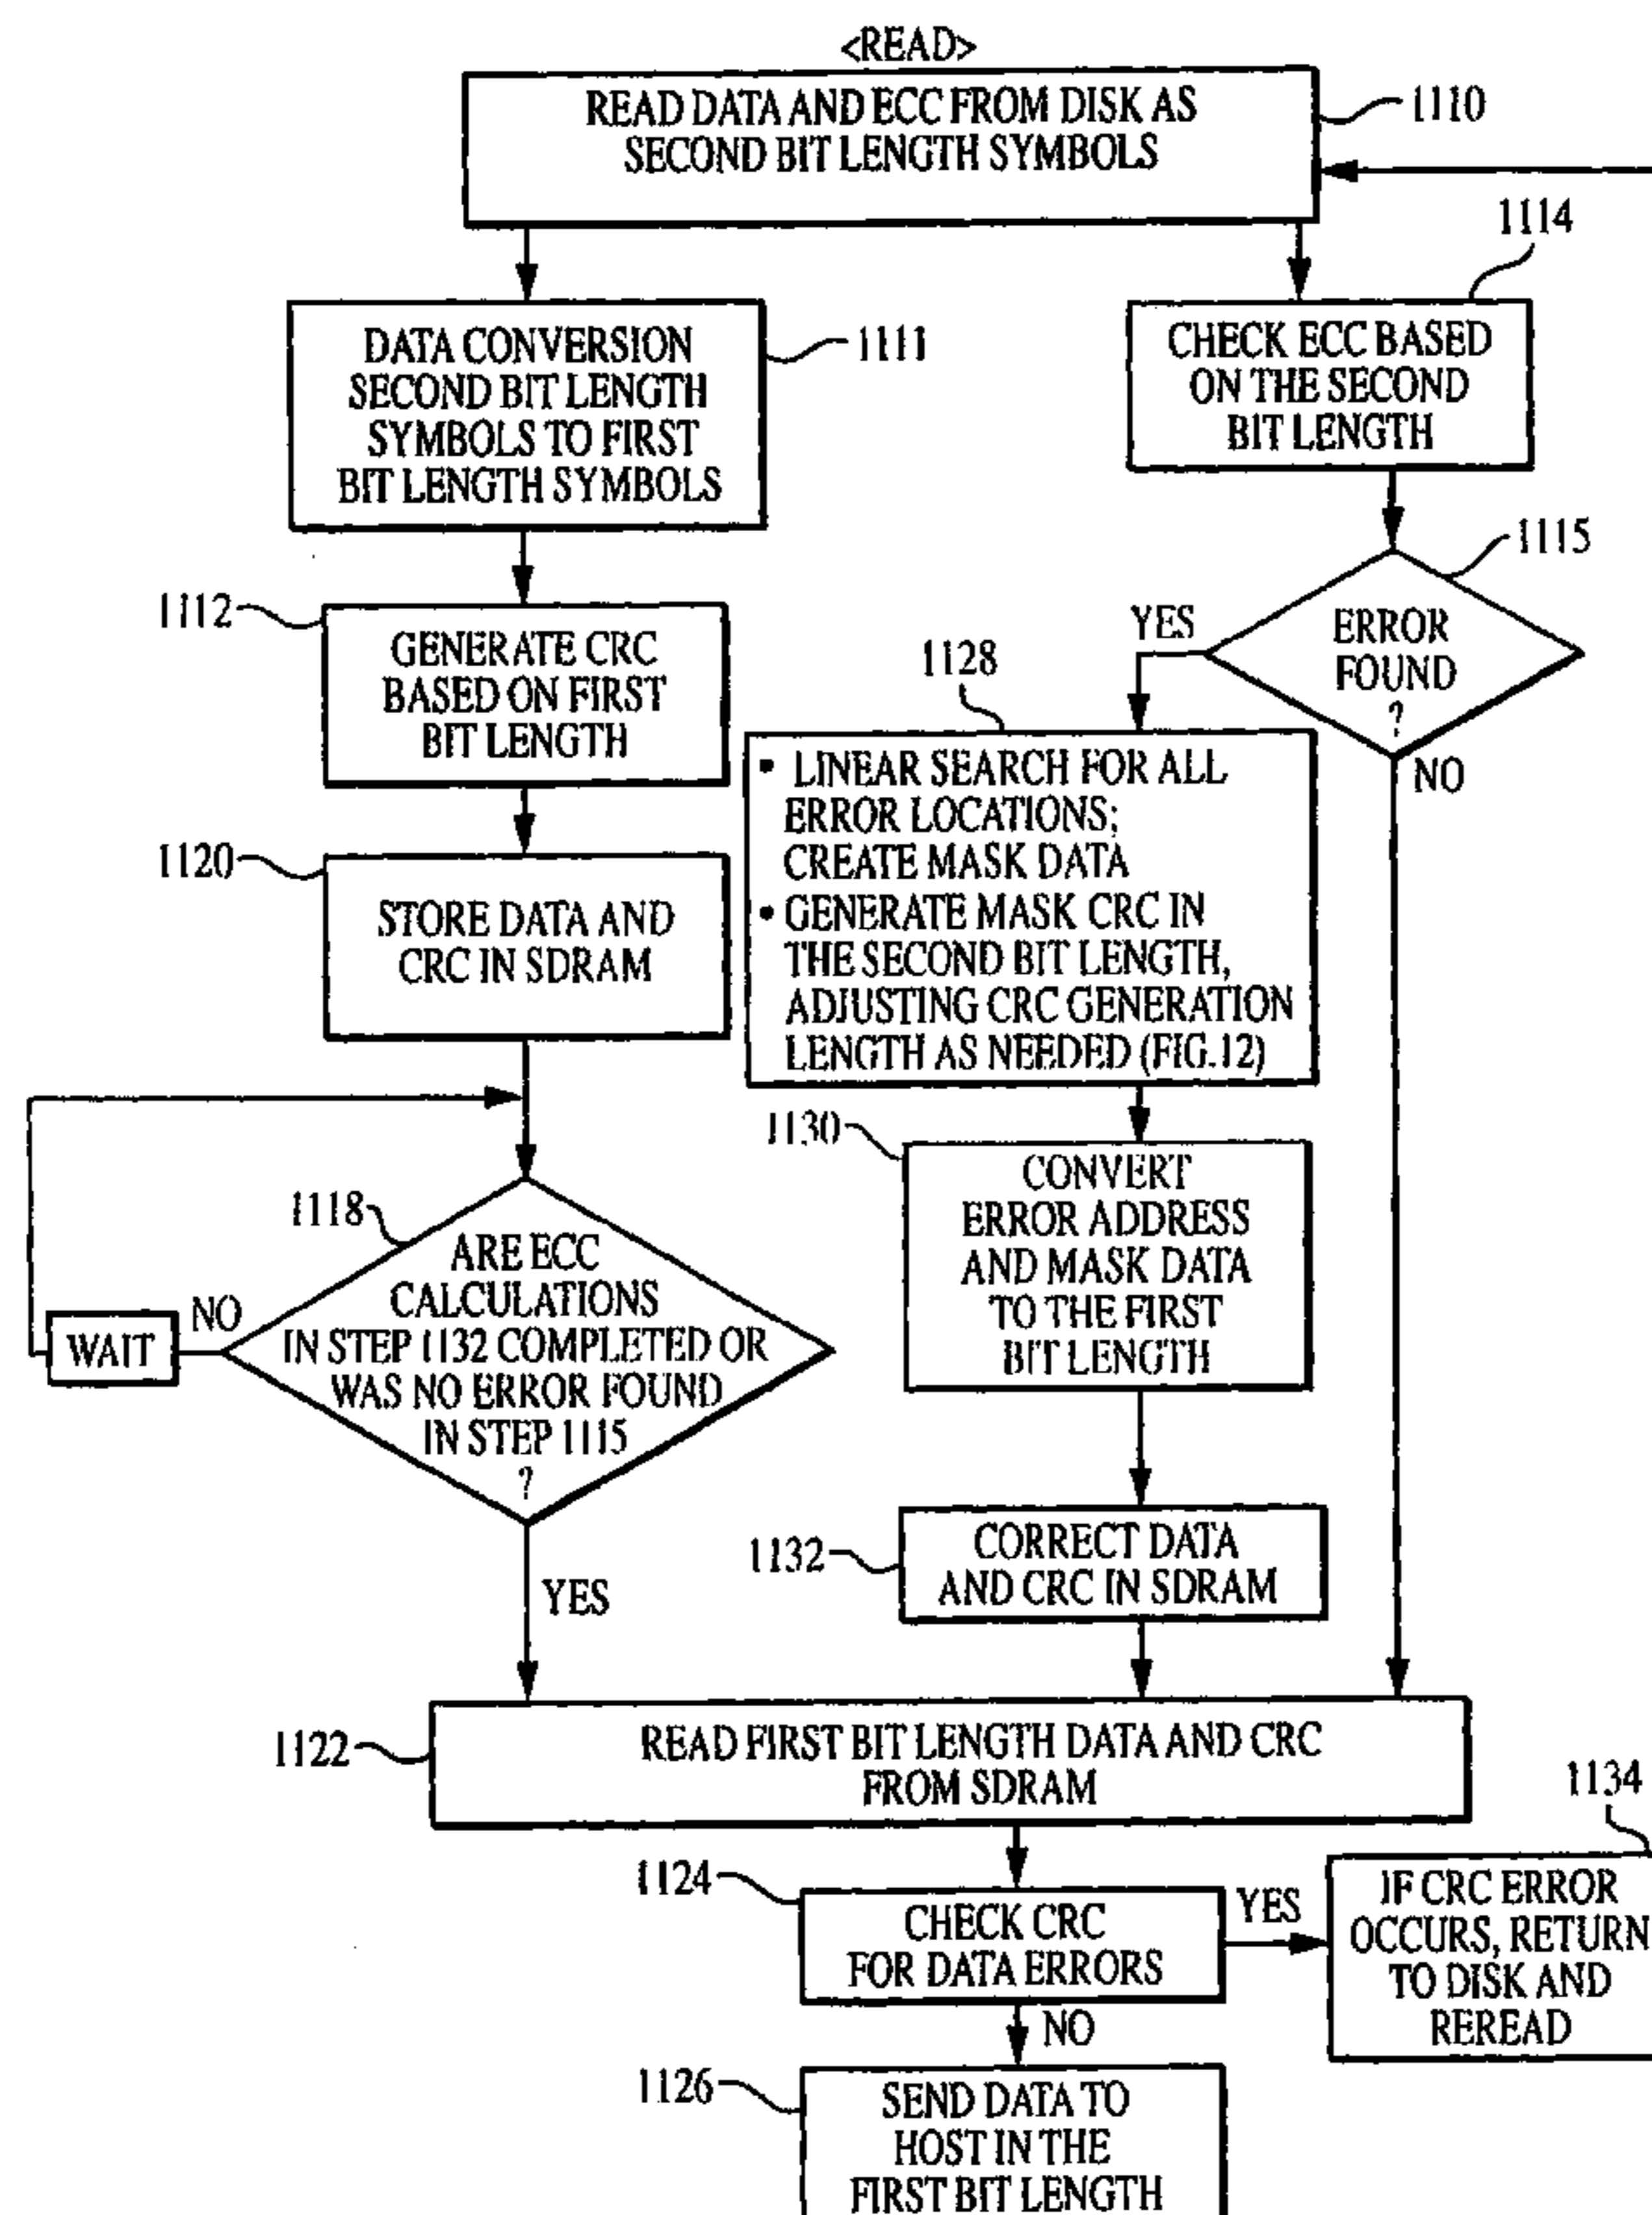 <READ>
READ DATA AND ECC FROM DISK AS
SECOND BIT LENGTH SYMBOLS
1110
1114
DATA CONVERSION
SECOND BIT LENGTH
SYMBOLS TO FIRST
BIT LENGTH SYMBOLS
1111
CHECK ECC BASED
ON THE SECOND
BIT LENGTH
1115
1112
GENERATE CRC
BASED ON FIRST
BIT LENGTH
ERROR
FOUND
?
YES
NO
1128
• LINEAR SEARCH FOR ALL
ERROR LOCATIONS;
CREATE MASK DATA
• GENERATE MASK CRC IN
THE SECOND BIT LENGTH,
ADJUSTING CRC GENERATION
LENGTH AS NEEDED (FIG.12)
1120
STORE DATA AND
CRC IN SDRAM
1130
CONVERT
ERROR ADDRESS
AND MASK DATA
TO THE FIRST
BIT LENGTH
1118
ARE ECC
CALCULATIONS
IN STEP 1132 COMPLETED OR
WAS NO ERROR FOUND
IN STEP 1115
?
NO
WAIT
YES
1132
CORRECT DATA
AND CRC IN SDRAM
1122
READ FIRST BIT LENGTH DATA AND CRC
FROM SDRAM
1134
1124
CHECK CRC
FOR DATA ERRORS
YES
IF CRC ERROR
OCCURS, RETURN
TO DISK AND
REREAD
NO
1126
SEND DATA TO
HOST IN THE
FIRST BIT LENGTH